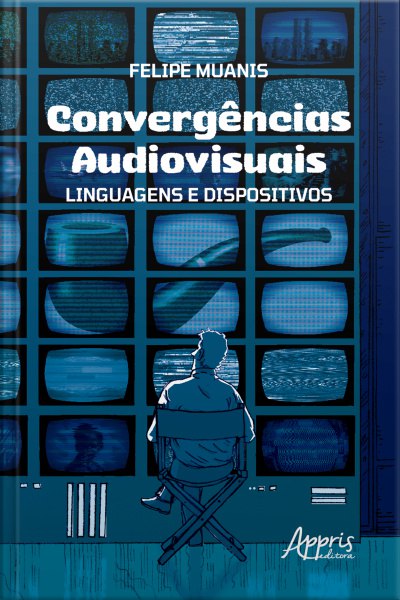 FELIPE MUANIS
Convergências
Audiovisuais
LINGUAGENS E DISPOSITIVOS
Appris
editora